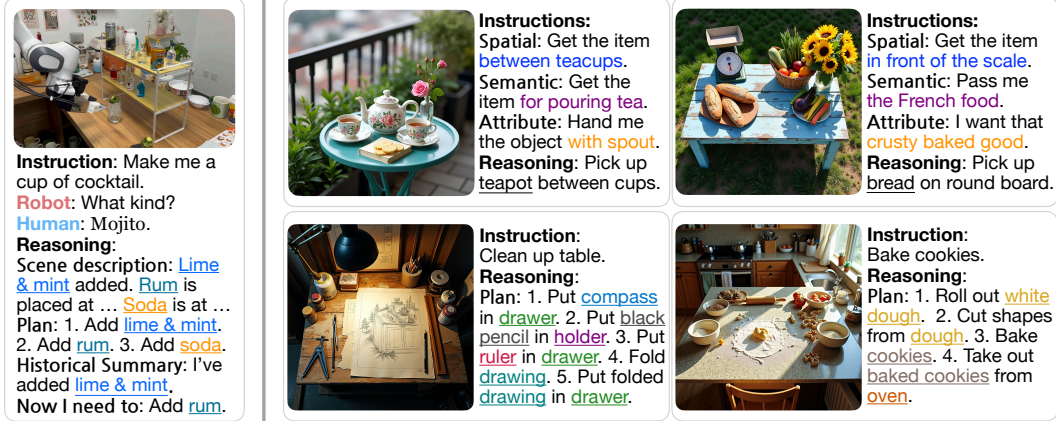 Instruction: Make me a
cup of cocktail.
Robot: What kind?
Human: Mojito.
Reasoning:
Scene description: Lime
& mint added. Rum is
placed at … Soda is at …
Plan: 1. Add lime & mint.
2. Add rum. 3. Add soda.
Historical Summary: I’ve
added lime & mint.
Now I need to: Add rum.
Instructions:
Spatial: Get the item
between teacups.
Semantic: Get the
item for pouring tea.
Attribute: Hand me
the object with spout.
Reasoning: Pick up
teapot between cups.
Instructions:
Spatial: Get the item
in front of the scale.
Semantic: Pass me
the French food.
Attribute: I want that
crusty baked good.
Reasoning: Pick up
bread on round board.
Instruction:
Clean up table.
Reasoning:
Plan: 1. Put compass
in drawer. 2. Put black
pencil in holder. 3. Put
ruler in drawer. 4. Fold
drawing. 5. Put folded
drawing in drawer.
Instruction:
Bake cookies.
Reasoning:
Plan: 1. Roll out white
dough. 2. Cut shapes
from dough. 3. Bake
cookies. 4. Take out
baked cookies from
oven.